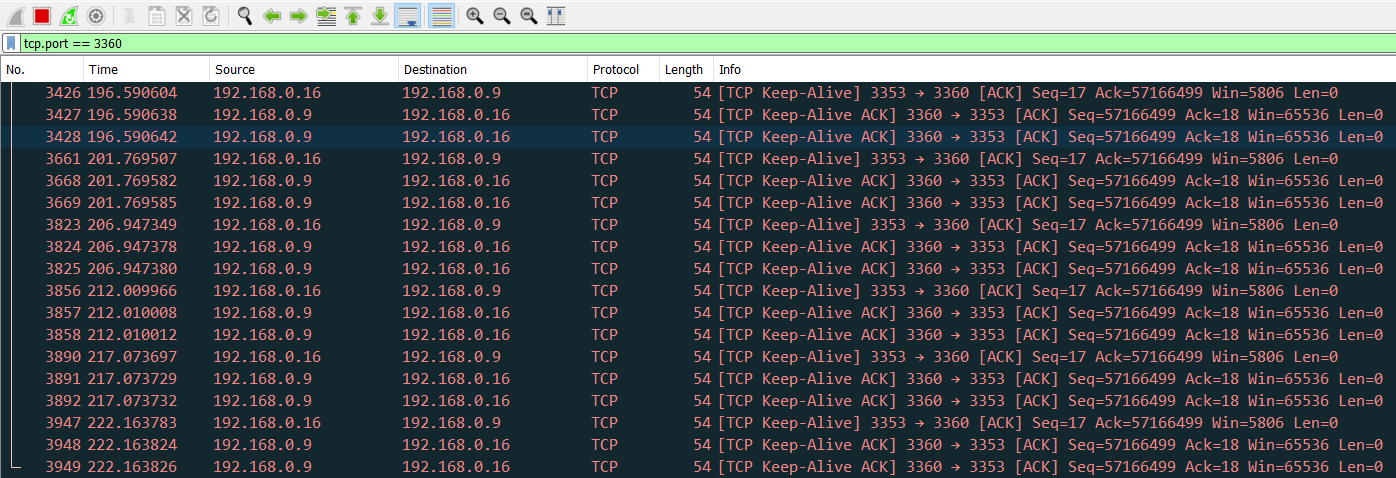 tcp.port == 3360
No. Time Source Destination Protocol Length Info
3426 196.590604 192.168.0.16 192.168.0.9 TCP 54 [TCP Keep-Alive] 3353 → 3360 [ACK] Seq=17 Ack=57166499 Win=5806 Len=0
3427 196.590638 192.168.0.9 192.168.0.16 TCP 54 [TCP Keep-Alive ACK] 3360 → 3353 [ACK] Seq=57166499 Ack=18 Win=65536 Len=0
3428 196.590642 192.168.0.9 192.168.0.16 TCP 54 [TCP Keep-Alive ACK] 3360 → 3353 [ACK] Seq=57166499 Ack=18 Win=65536 Len=0
3661 201.769507 192.168.0.16 192.168.0.9 TCP 54 [TCP Keep-Alive] 3353 → 3360 [ACK] Seq=17 Ack=57166499 Win=5806 Len=0
3668 201.769582 192.168.0.9 192.168.0.16 TCP 54 [TCP Keep-Alive ACK] 3360 → 3353 [ACK] Seq=57166499 Ack=18 Win=65536 Len=0
3669 201.769585 192.168.0.9 192.168.0.16 TCP 54 [TCP Keep-Alive ACK] 3360 → 3353 [ACK] Seq=57166499 Ack=18 Win=65536 Len=0
3823 206.947349 192.168.0.16 192.168.0.9 TCP 54 [TCP Keep-Alive] 3353 → 3360 [ACK] Seq=17 Ack=57166499 Win=5806 Len=0
3824 206.947378 192.168.0.9 192.168.0.16 TCP 54 [TCP Keep-Alive ACK] 3360 → 3353 [ACK] Seq=57166499 Ack=18 Win=65536 Len=0
3825 206.947380 192.168.0.9 192.168.0.16 TCP 54 [TCP Keep-Alive ACK] 3360 → 3353 [ACK] Seq=57166499 Ack=18 Win=65536 Len=0
3856 212.009966 192.168.0.16 192.168.0.9 TCP 54 [TCP Keep-Alive] 3353 → 3360 [ACK] Seq=17 Ack=57166499 Win=5806 Len=0
3857 212.010008 192.168.0.9 192.168.0.16 TCP 54 [TCP Keep-Alive ACK] 3360 → 3353 [ACK] Seq=57166499 Ack=18 Win=65536 Len=0
3858 212.010012 192.168.0.9 192.168.0.16 TCP 54 [TCP Keep-Alive ACK] 3360 → 3353 [ACK] Seq=57166499 Ack=18 Win=65536 Len=0
3890 217.073697 192.168.0.16 192.168.0.9 TCP 54 [TCP Keep-Alive] 3353 → 3360 [ACK] Seq=17 Ack=57166499 Win=5806 Len=0
3891 217.073729 192.168.0.9 192.168.0.16 TCP 54 [TCP Keep-Alive ACK] 3360 → 3353 [ACK] Seq=57166499 Ack=18 Win=65536 Len=0
3892 217.073732 192.168.0.9 192.168.0.16 TCP 54 [TCP Keep-Alive ACK] 3360 → 3353 [ACK] Seq=57166499 Ack=18 Win=65536 Len=0
3947 222.163783 192.168.0.16 192.168.0.9 TCP 54 [TCP Keep-Alive] 3353 → 3360 [ACK] Seq=17 Ack=57166499 Win=5806 Len=0
3948 222.163824 192.168.0.9 192.168.0.16 TCP 54 [TCP Keep-Alive ACK] 3360 → 3353 [ACK] Seq=57166499 Ack=18 Win=65536 Len=0
3949 222.163826 192.168.0.9 192.168.0.16 TCP 54 [TCP Keep-Alive ACK] 3360 → 3353 [ACK] Seq=57166499 Ack=18 Win=65536 Len=0